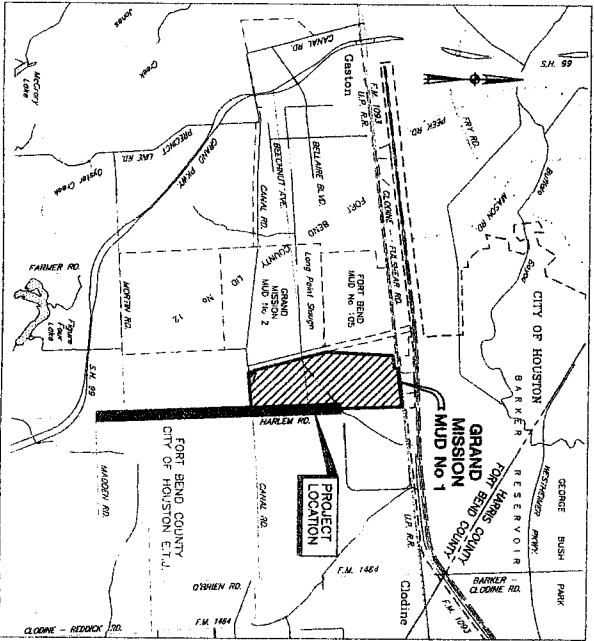 S.H. 99
Buffalo
Bayou
CITY OF HOUSTON
BARKER RESERVOIR
GEORGE BUSH
PARK
WESTHEIMER
PKWY.
HARRIS COUNTY
FORT BEND COUNTY
FRY RD.
MASON RD.
PEEK RD.
F.M. 1093
U.P. R.R.
CLODINE - FULSHEAR RD.
Gaston
CANAL RD.
Jones
Creek
McCrory
Lake
Oyster Creek
PRECINCT LINE RD.
GRAND PKWY.
BELLAIRE BLVD.
BEECHNUT AVE.
CANAL RD.
Long Point Slough
FORT BEND
COUNTY
LID
No 12
FORT BEND
MUD No 105
GRAND
MISSION
MUD No 2
GRAND
MISSION
MUD No 1
BARKER -
CLODINE RD.
F.M. 1093
U.P. R.R.
Clodine
F.M. 1464
HARLEM RD.
PROJECT
LOCATION
FARMER RD.
Figure
Four
Lake
MORTIN RD.
S.H. 99
FORT BEND COUNTY
CITY OF HOUSTON E.T.J.
CANAL RD.
MADDEN RD.
O'BRIEN RD.
F.M. 1464
CLODINE - REDDICK RD.